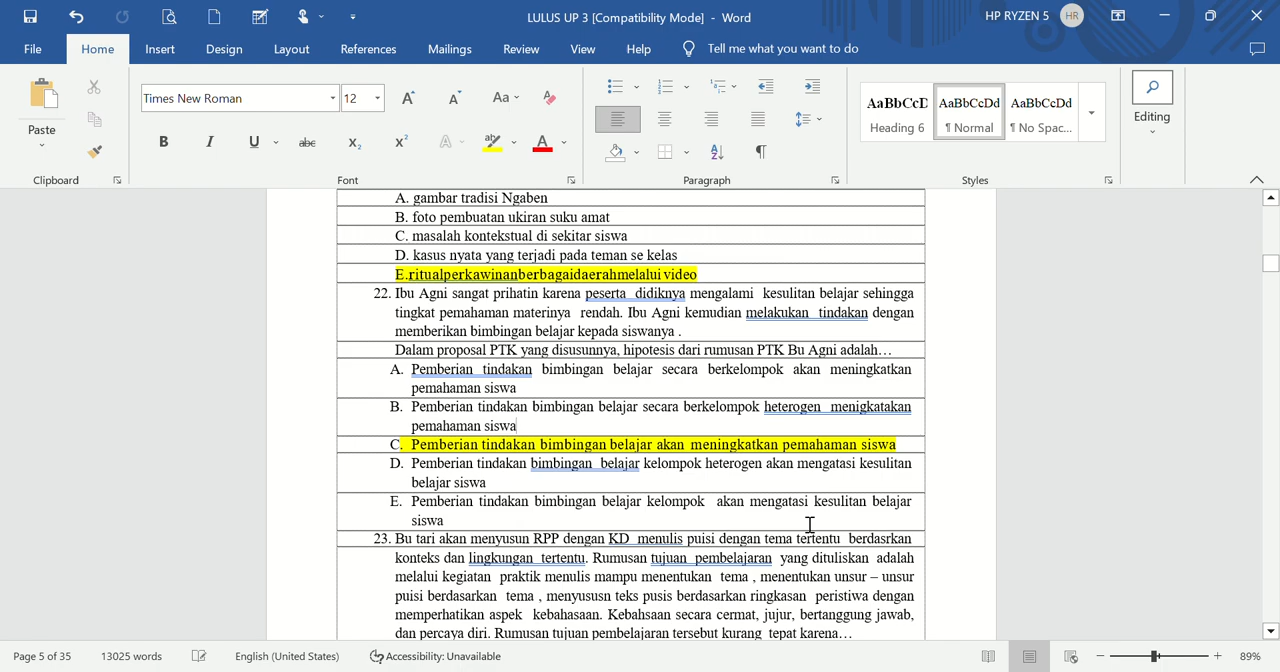 LULUS UP 3 [Compatibility Mode] - Word
HP RYZEN 5
HR
File
Home
Insert
Design
Layout
References
Mailings
Review
View
Help
Tell me what you want to do
Paste
Clipboard
Times New Roman
12
Font
Paragraph
AaBbCcD
Heading 6
AaBbCcDd
¶ Normal
AaBbCcDd
¶ No Spac...
Styles
Editing
A. gambar tradisi Ngaben
B. foto pembuatan ukiran suku amat
C. masalah kontekstual di sekitar siswa
D. kasus nyata yang terjadi pada teman se kelas
E.ritualperkawinanberbagaidaerahmelalui video
22. Ibu Agni sangat prihatin karena peserta didiknya mengalami kesulitan belajar sehingga
tingkat pemahaman materinya rendah. Ibu Agni kemudian melakukan tindakan dengan
memberikan bimbingan belajar kepada siswanya .
Dalam proposal PTK yang disusunnya, hipotesis dari rumusan PTK Bu Agni adalah…
A. Pemberian tindakan bimbingan belajar secara berkelompok akan meningkatkan
pemahaman siswa
B. Pemberian tindakan bimbingan belajar secara berkelompok heterogen menigkatakan
pemahaman siswa
C. Pemberian tindakan bimbingan belajar akan meningkatkan pemahaman siswa
D. Pemberian tindakan bimbingan belajar kelompok heterogen akan mengatasi kesulitan
belajar siswa
E. Pemberian tindakan bimbingan belajar kelompok akan mengatasi kesulitan belajar
siswa
23. Bu tari akan menyusun RPP dengan KD menulis puisi dengan tema tertentu berdasrkan
konteks dan lingkungan tertentu. Rumusan tujuan pembelajaran yang dituliskan adalah
melalui kegiatan praktik menulis mampu menentukan tema , menentukan unsur – unsur
puisi berdasarkan tema , menyususn teks pusis berdasarkan ringkasan peristiwa dengan
memperhatikan aspek kebahasaan. Kebahsaan secara cermat, jujur, bertanggung jawab,
dan percaya diri. Rumusan tujuan pembelajaran tersebut kurang tepat karena…
Page 5 of 35
13025 words
English (United States)
Accessibility: Unavailable
89%